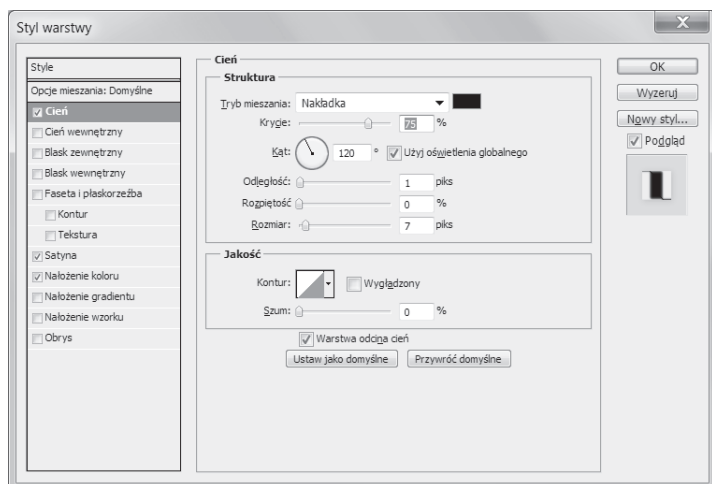 Styl warstwy
Style
Opcje mieszania: Domyślne
Cień
Cień wewnętrzny
Blask zewnętrzny
Blask wewnętrzny
Faseta i płaskorzeźba
Kontur
Tekstura
Satyna
Nałożenie koloru
Nałożenie gradientu
Nałożenie wzorku
Obrys
Cień
Struktura
Tryb mieszania: Nakładka
Kryjcie: 75 %
Kąt: 120 ° Użyj oświetlenia globalnego
Odległość: 1 piks
Rozpiętość 0 %
Rozmiar: 7 piks
Jakość
Kontur: Wygładzony
Szum: 0 %
Warstwa odcina cień
Ustaw jako domyślne Przywróć domyślne
OK
Wyzeruj
Nowy styl...
Podgląd